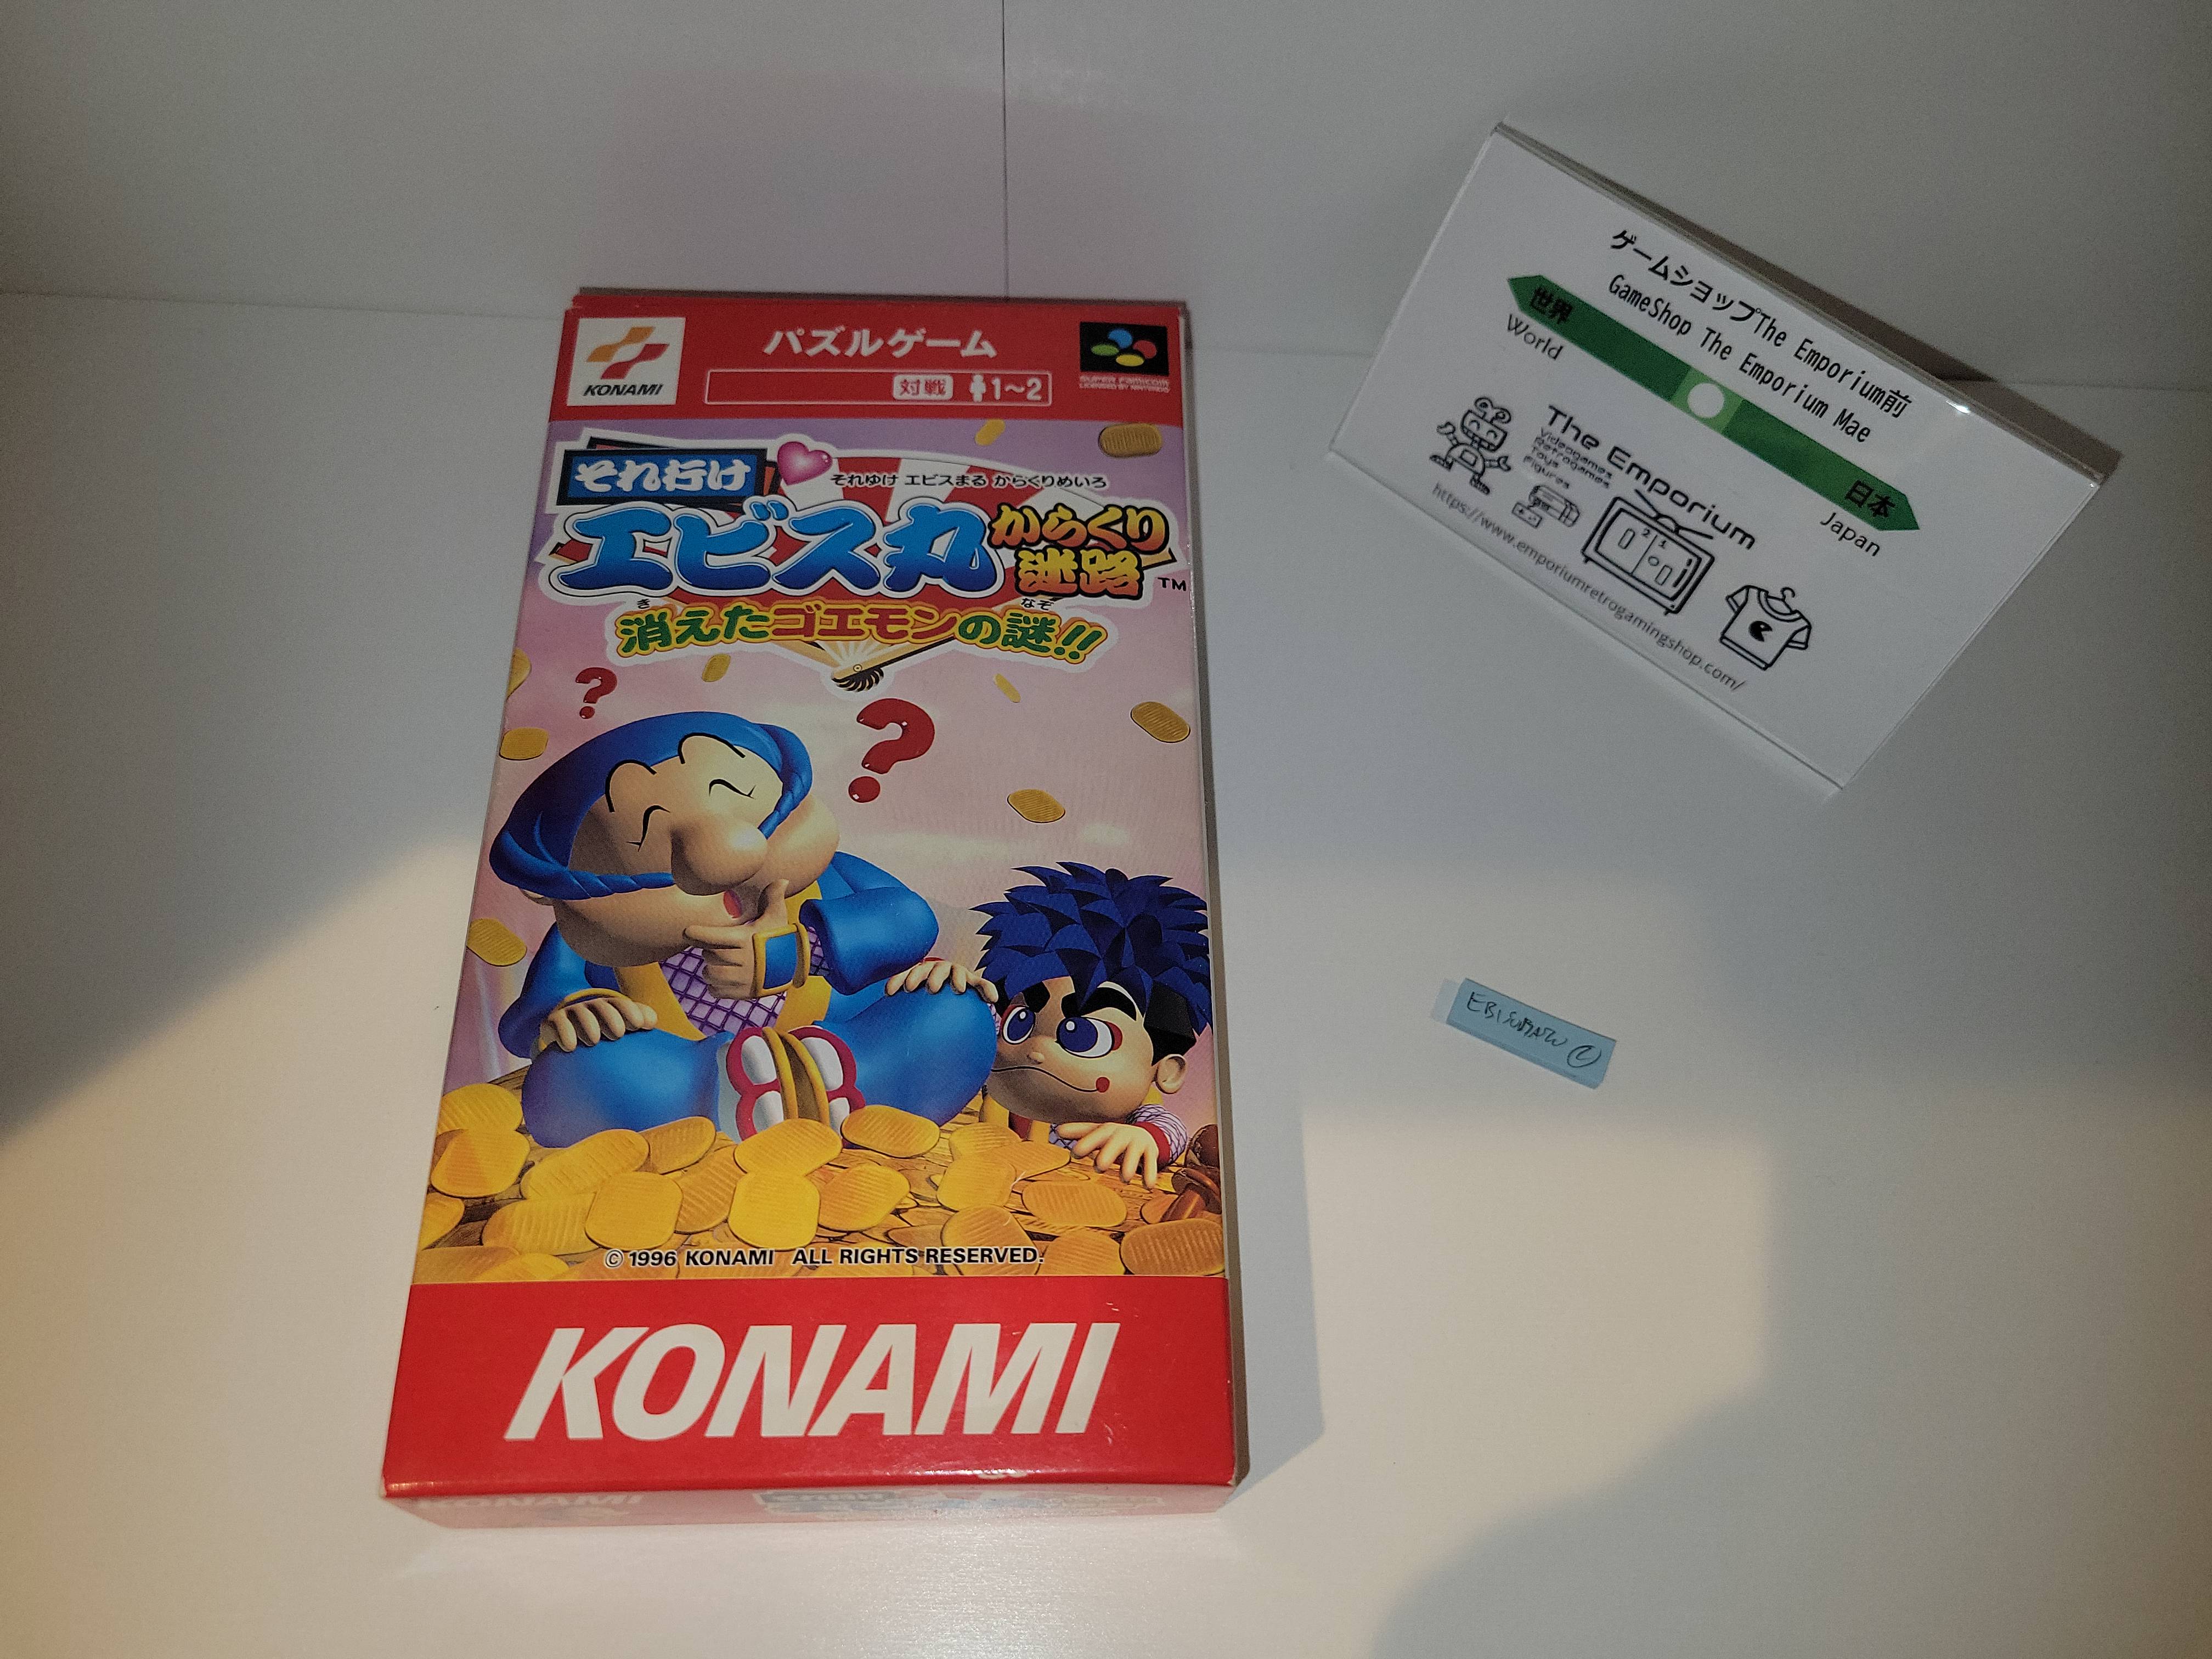 KONAMI
パズルゲーム
対戦 1〜2
SUPER FAMICOM
LICENSED BY NINTENDO
それ行け
それゆけ エビスまる からくりめいろ
エビス丸
からくり
迷路
TM
き なぞ
消えたゴエモンの謎!!
?
?
© 1996 KONAMI ALL RIGHTS RESERVED.
KONAMI
KONAMI
ゲームショップThe Emporium前
GameShop The Emporium Mae
世界
World
日本
Japan
The Emporium
Videogames
Retrogames
Toys
Figures
2 1
https://www.emporiumretrogamingshop.com/